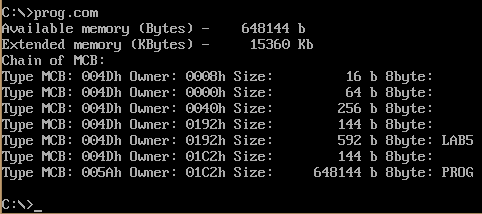 C:\>prog.com
Available memory (Bytes) -    648144 b
Extended memory (KBytes) -     15360 Kb
Chain of MCB:
Type MCB: 004Dh Owner: 0008h Size:        16 b 8byte:
Type MCB: 004Dh Owner: 0000h Size:        64 b 8byte:
Type MCB: 004Dh Owner: 0040h Size:       256 b 8byte:
Type MCB: 004Dh Owner: 0192h Size:       144 b 8byte:
Type MCB: 004Dh Owner: 0192h Size:       592 b 8byte: LAB5
Type MCB: 004Dh Owner: 01C2h Size:       144 b 8byte:
Type MCB: 005Ah Owner: 01C2h Size:    648144 b 8byte: PROG
C:\>_